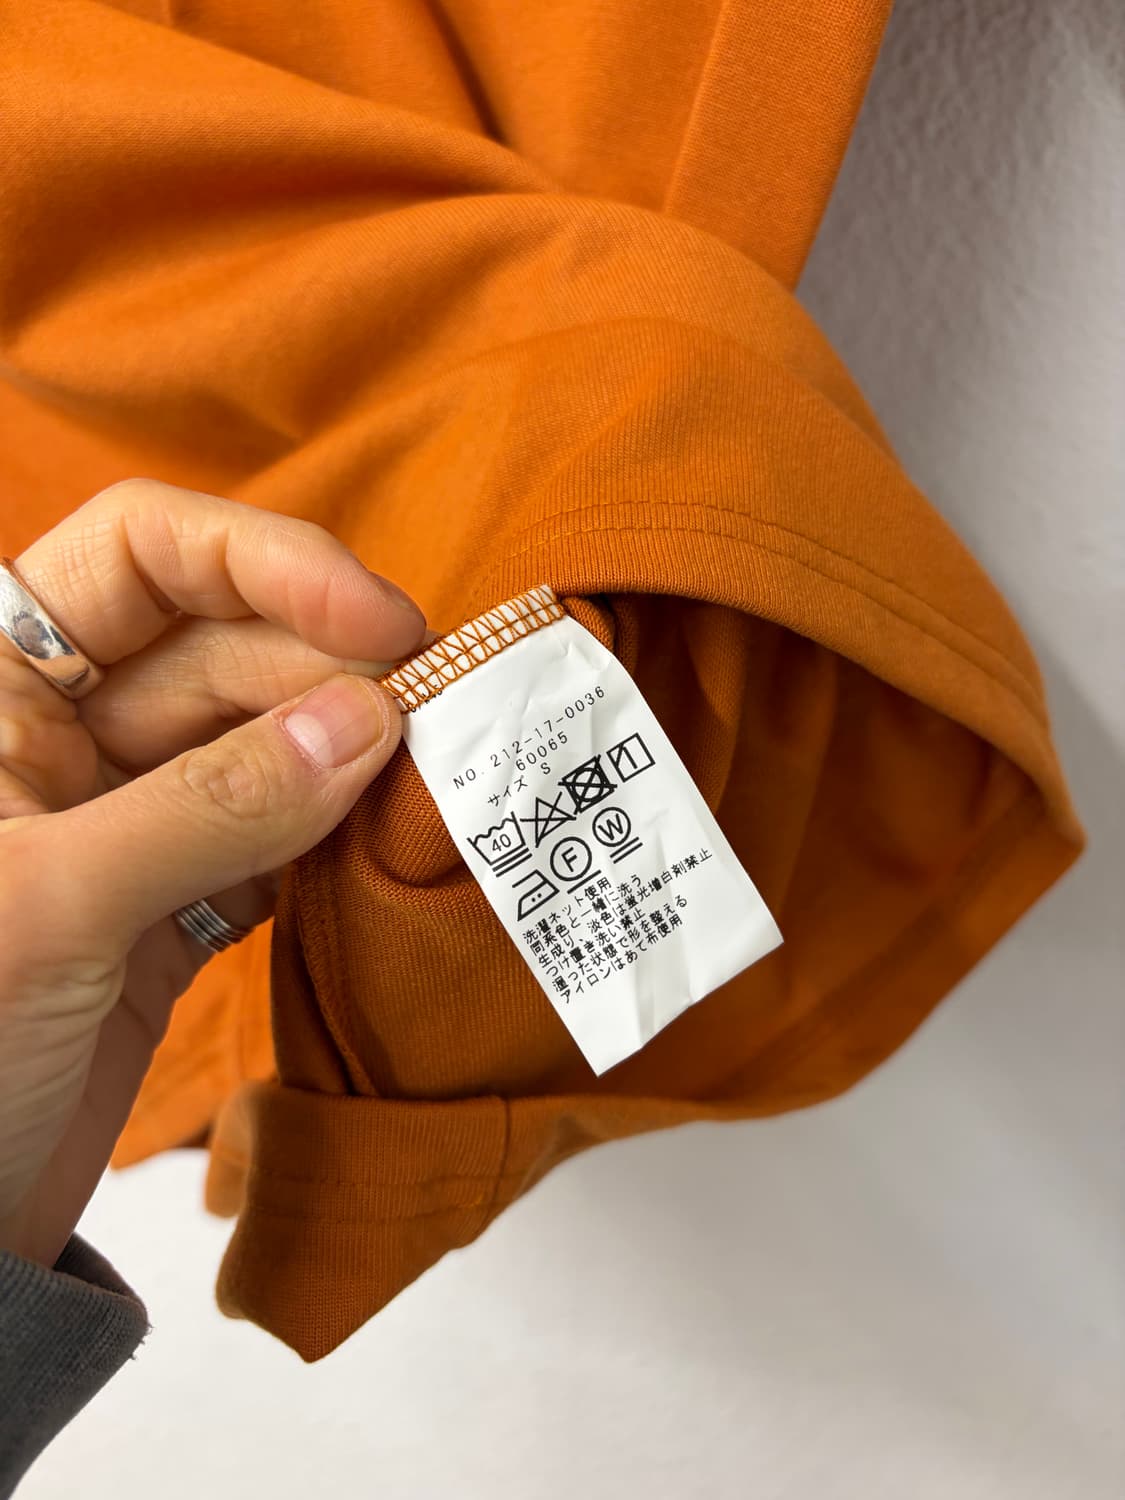 NO. 212-17-0036
60065
サイズ S
40
F W
洗濯ネット使用
同系色と一緒に洗う
生成り、淡色は蛍光増白剤禁止
つけ置き洗い禁止
湿った状態で形を整える
アイロンはあて布使用